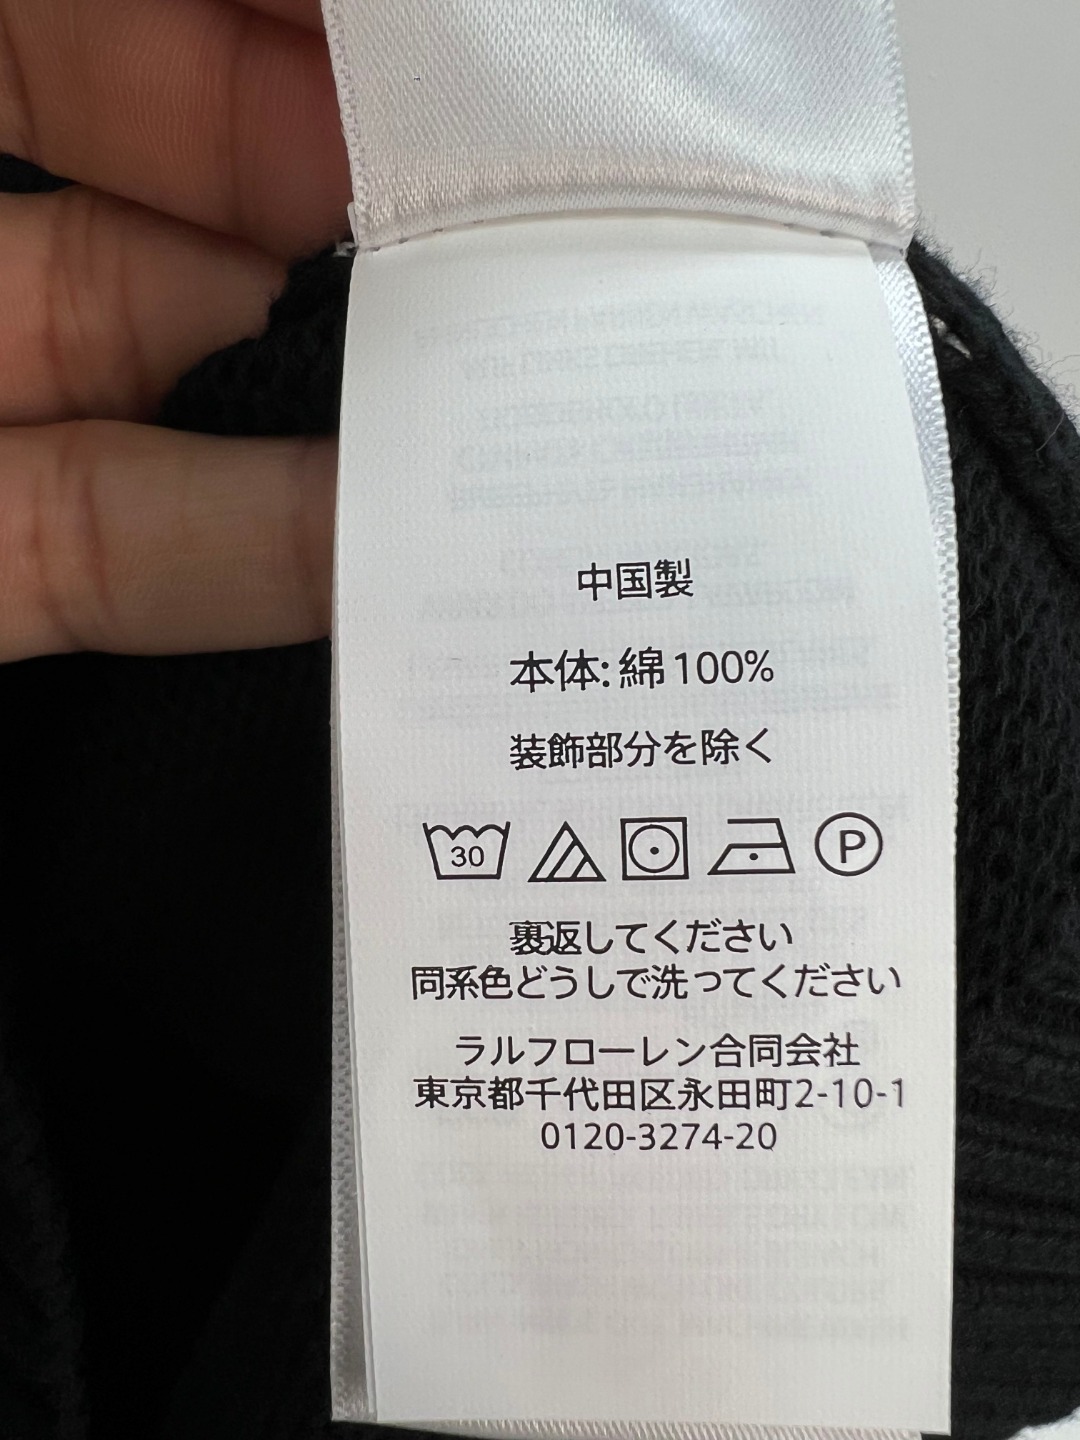 中国製
本体: 綿100%
装飾部分を除く
30
P
裏返してください
同系色どうしで洗ってください
ラルフローレン合同会社
東京都千代田区永田町2-10-1
0120-3274-20